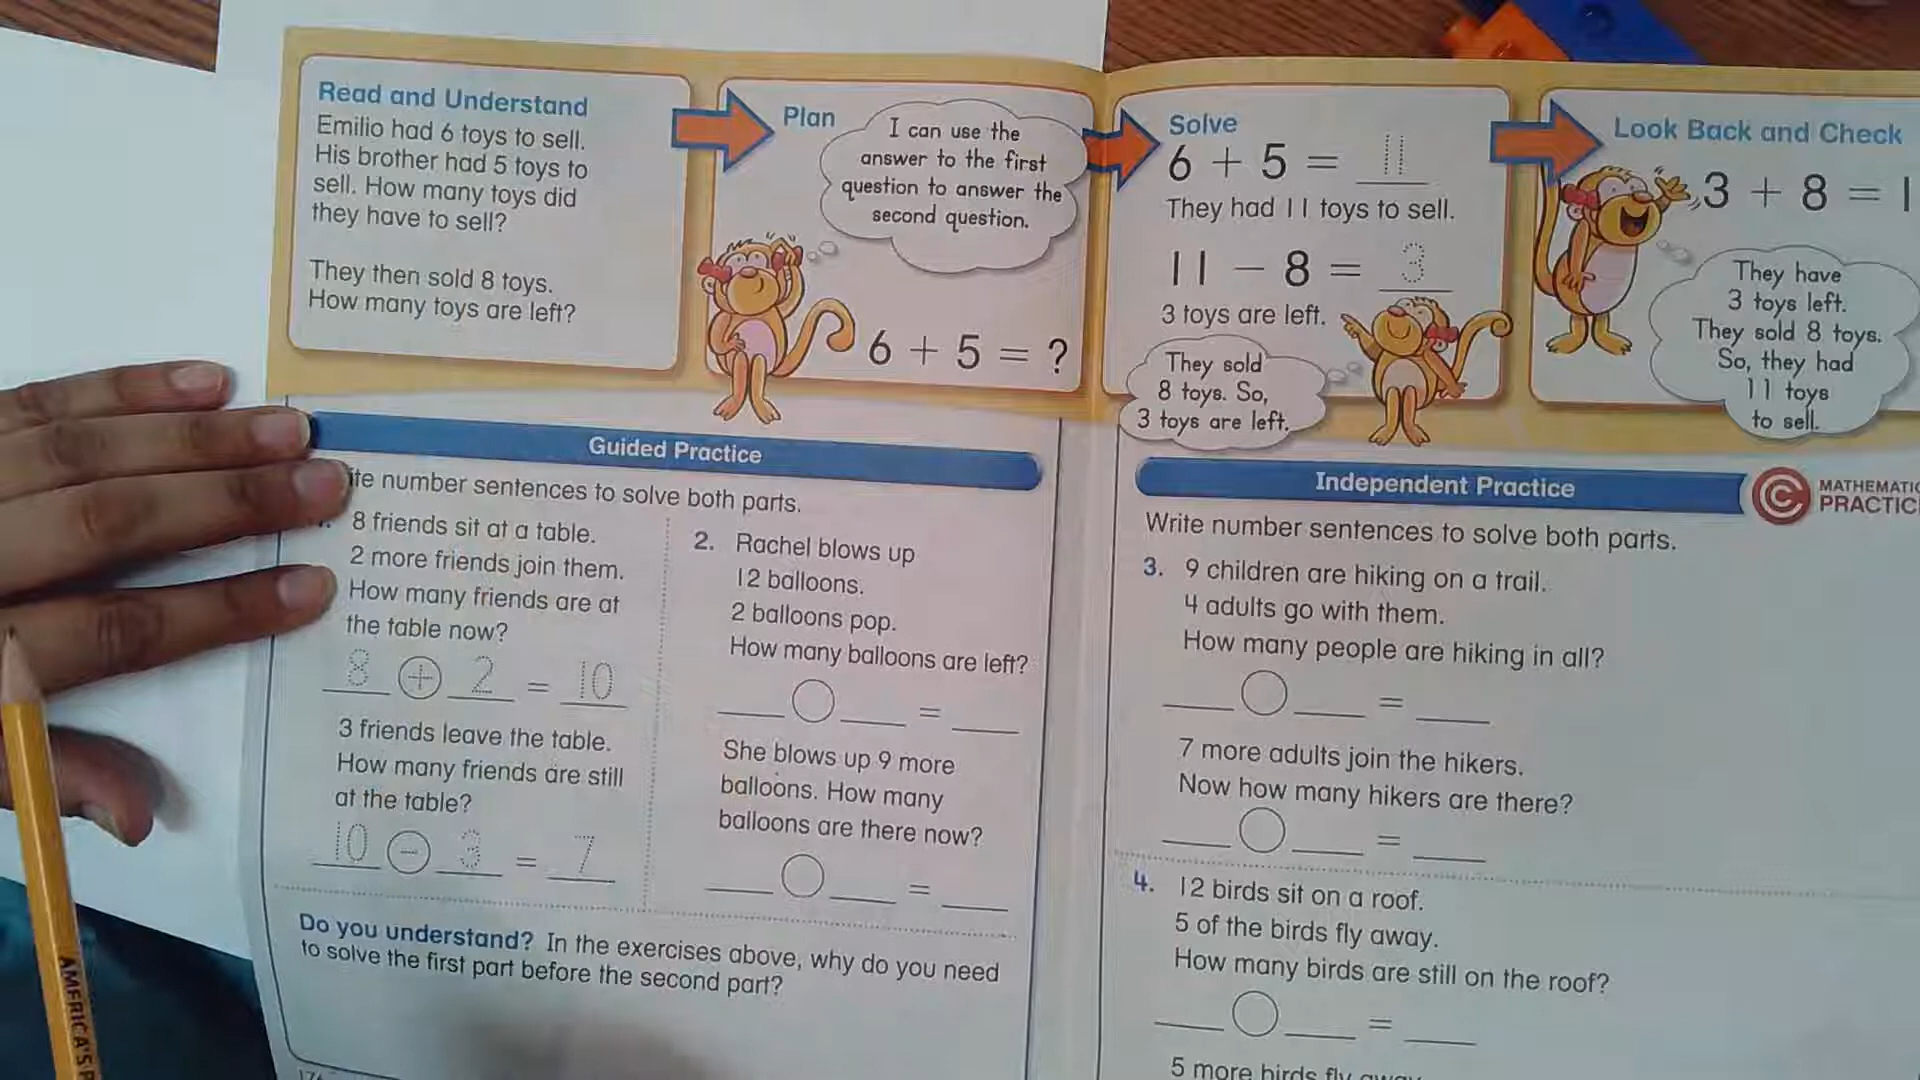 Read and Understand
Emilio had 6 toys to sell.
His brother had 5 toys to
sell. How many toys did
they have to sell?
They then sold 8 toys.
How many toys are left?
Plan
I can use the
answer to the first
question to answer the
second question.
6 + 5 = ?
Solve
6 + 5 = 11
They had 11 toys to sell.
11 − 8 = 3
3 toys are left.
They sold
8 toys. So,
3 toys are left.
Look Back and Check
3 + 8 = 1
They have
3 toys left.
They sold 8 toys.
So, they had
11 toys
to sell.
Guided Practice
ite number sentences to solve both parts.
8 friends sit at a table.
2 more friends join them.
How many friends are at
the table now?
8 + 2 = 10
3 friends leave the table.
How many friends are still
at the table?
10 − 3 = 7
2. Rachel blows up
12 balloons.
2 balloons pop.
How many balloons are left?
=
She blows up 9 more
balloons. How many
balloons are there now?
=
Do you understand? In the exercises above, why do you need
to solve the first part before the second part?
Independent Practice
MATHEMATIC
PRACTIC
Write number sentences to solve both parts.
3. 9 children are hiking on a trail.
4 adults go with them.
How many people are hiking in all?
=
7 more adults join the hikers.
Now how many hikers are there?
=
4. 12 birds sit on a roof.
5 of the birds fly away.
How many birds are still on the roof?
=
5 more birds fly away.
AMERICA'S